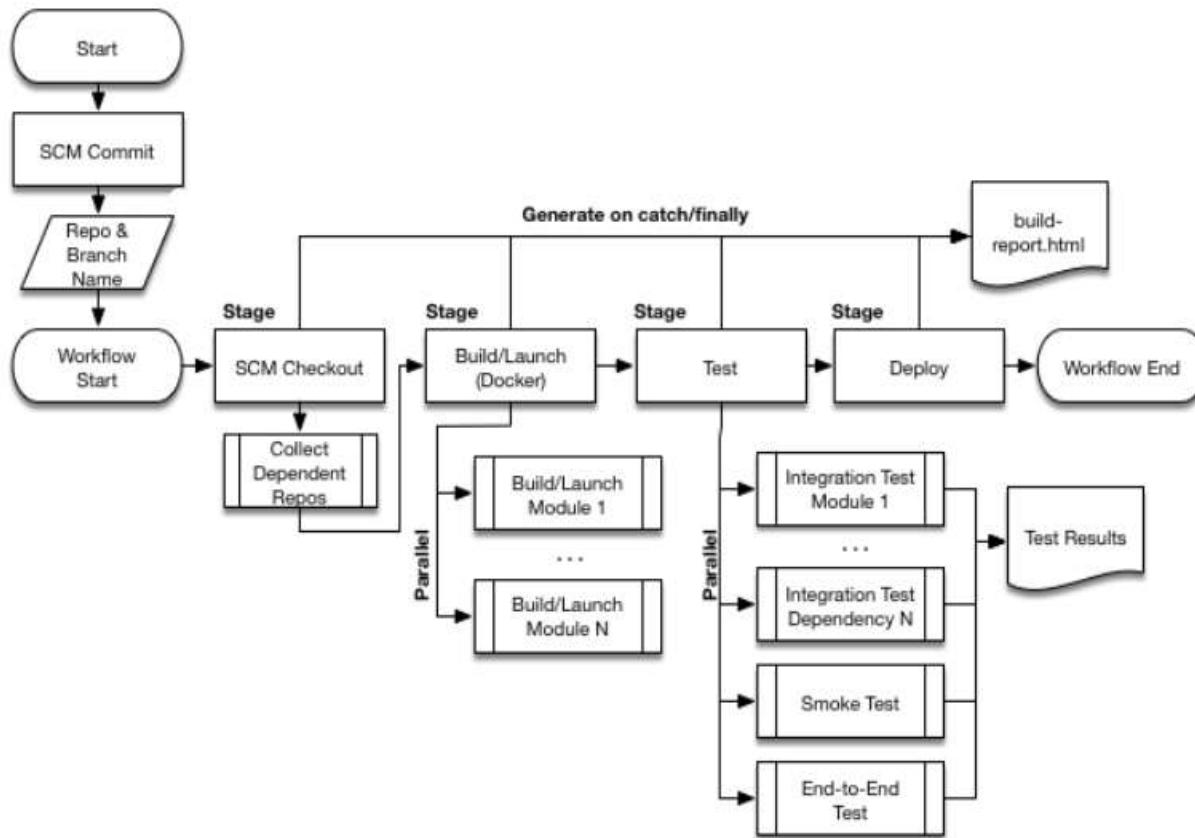 Start
SCM Commit
Repo &
Branch
Name
Workflow
Start
Generate on catch/finally
build-
report.html
Stage
SCM Checkout
Collect
Dependent
Repos
Stage
Build/Launch
(Docker)
Parallel
Build/Launch
Module 1
...
Build/Launch
Module N
Stage
Test
Parallel
Integration Test
Module 1
...
Integration Test
Dependency N
Smoke Test
End-to-End
Test
Test Results
Stage
Deploy
Workflow End